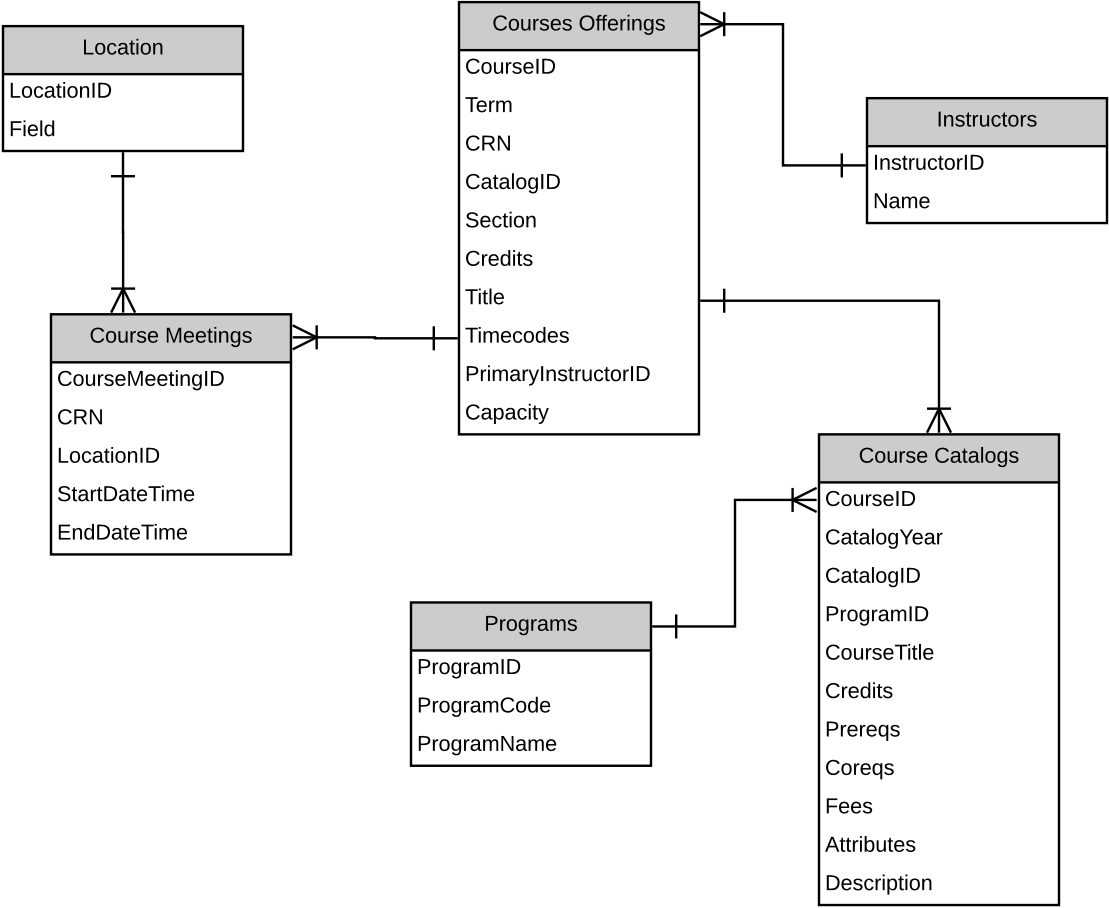 Location
LocationID
Field
Courses Offerings
CourseID
Term
CRN
CatalogID
Section
Credits
Title
Timecodes
PrimaryInstructorID
Capacity
Instructors
InstructorID
Name
Course Meetings
CourseMeetingID
CRN
LocationID
StartDateTime
EndDateTime
Programs
ProgramID
ProgramCode
ProgramName
Course Catalogs
CourseID
CatalogYear
CatalogID
ProgramID
CourseTitle
Credits
Prereqs
Coreqs
Fees
Attributes
Description